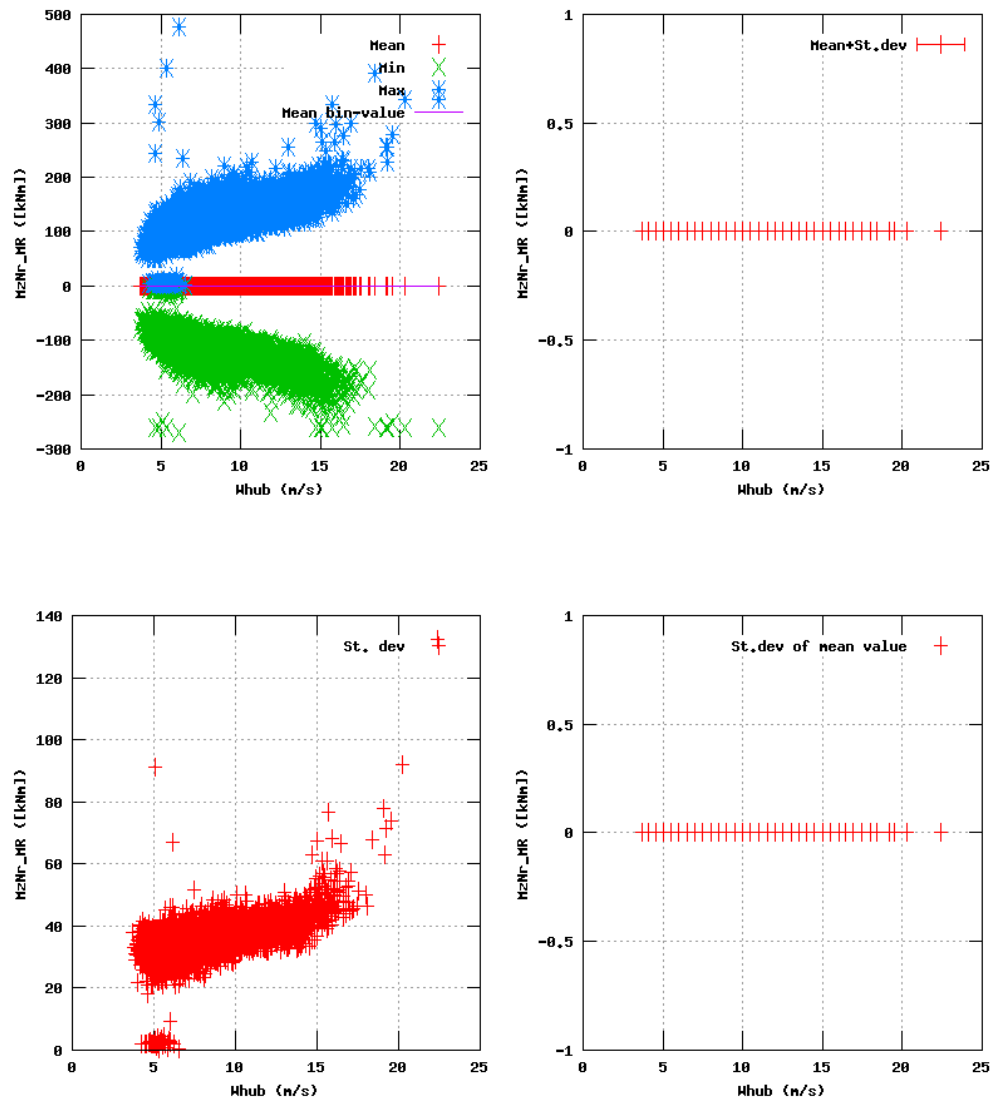 500
400
300
200
100
0
-100
-200
-300
0 5 10 15 20 25
MzNr_MR ([kNm])
Whub (m/s)
Mean
Min
Max
Mean bin-value
1
0.5
0
-0.5
-1
0 5 10 15 20 25
MzNr_MR ([kNm])
Whub (m/s)
Mean+St.dev
140
120
100
80
60
40
20
0
0 5 10 15 20 25
MzNr_MR ([kNm])
Whub (m/s)
St. dev
1
0.5
0
-0.5
-1
0 5 10 15 20 25
MzNr_MR ([kNm])
Whub (m/s)
St.dev of mean value